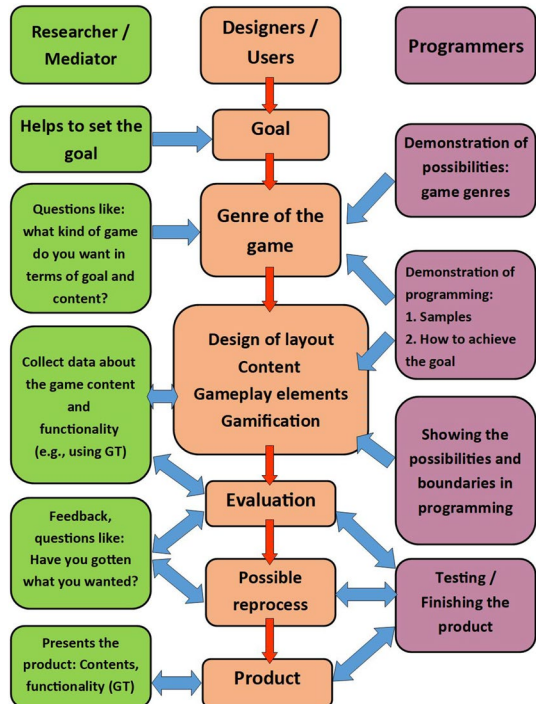 Researcher /
Mediator
Designers /
Users
Programmers
Helps to set the
goal
Goal
Demonstration of
possibilities:
game genres
Questions like:
what kind of game
do you want in
terms of goal and
content?
Genre of the
game
Demonstration of
programming:
1. Samples
2. How to achieve
the goal
Collect data about
the game content
and
functionality
(e.g., using GT)
Design of layout
Content
Gameplay elements
Gamification
Showing the
possibilities and
boundaries in
programming
Evaluation
Feedback,
questions like:
Have you gotten
what you wanted?
Possible
reprocess
Testing /
Finishing the
product
Presents the
product: Contents,
functionality (GT)
Product